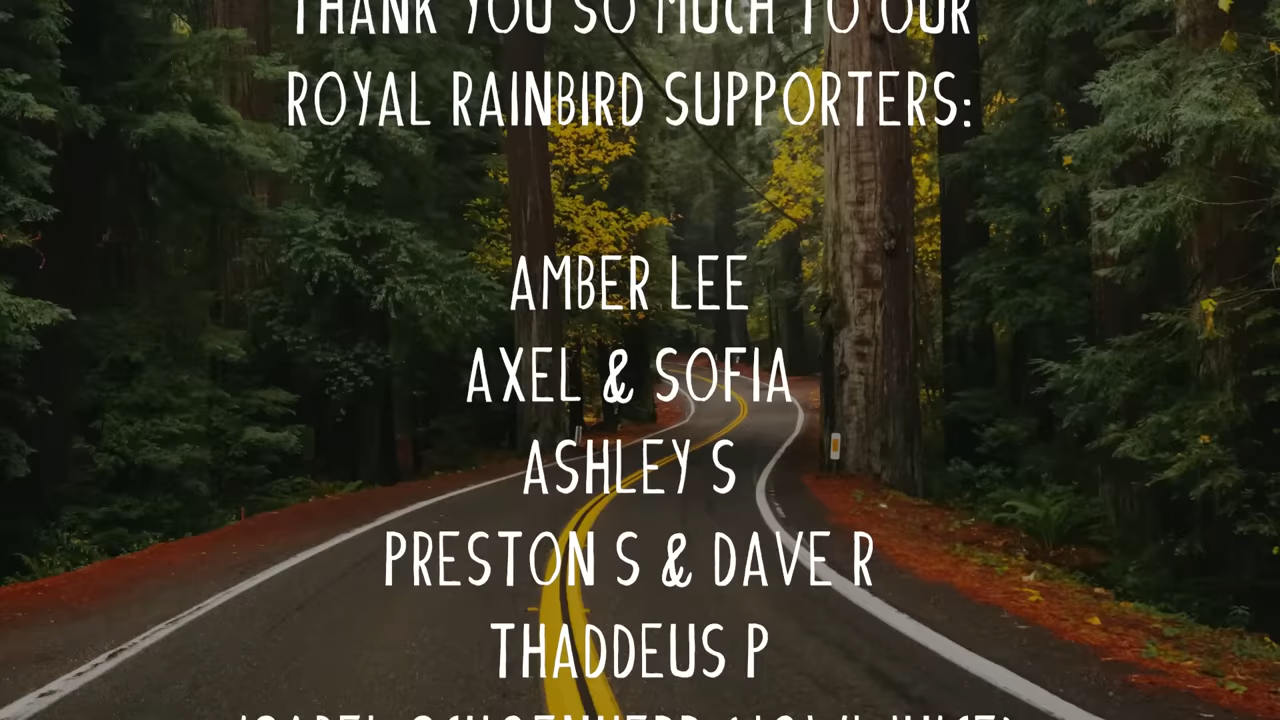 THANK YOU SO MUCH TO OUR
ROYAL RAINBIRD SUPPORTERS:
AMBER LEE
AXEL & SOFIA
ASHLEY S
PRESTON S & DAVE R
THADDEUS P